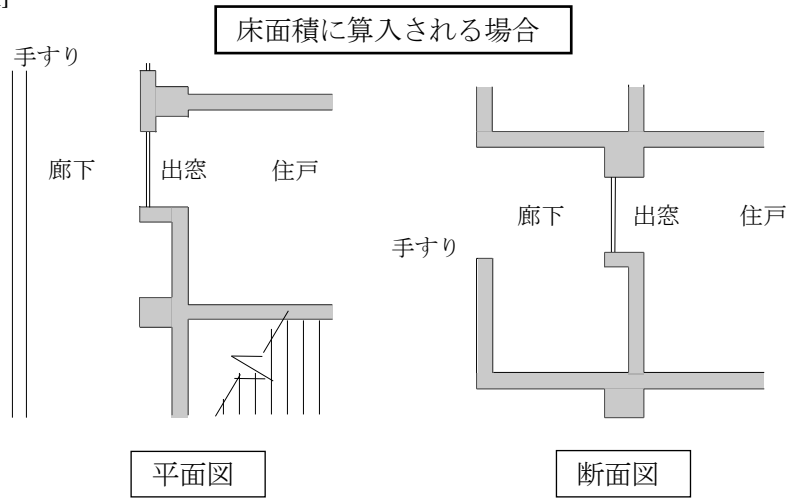 床面積に算入される場合
手すり
廊下
出窓
住戸
平面図
廊下
出窓
住戸
手すり
断面図